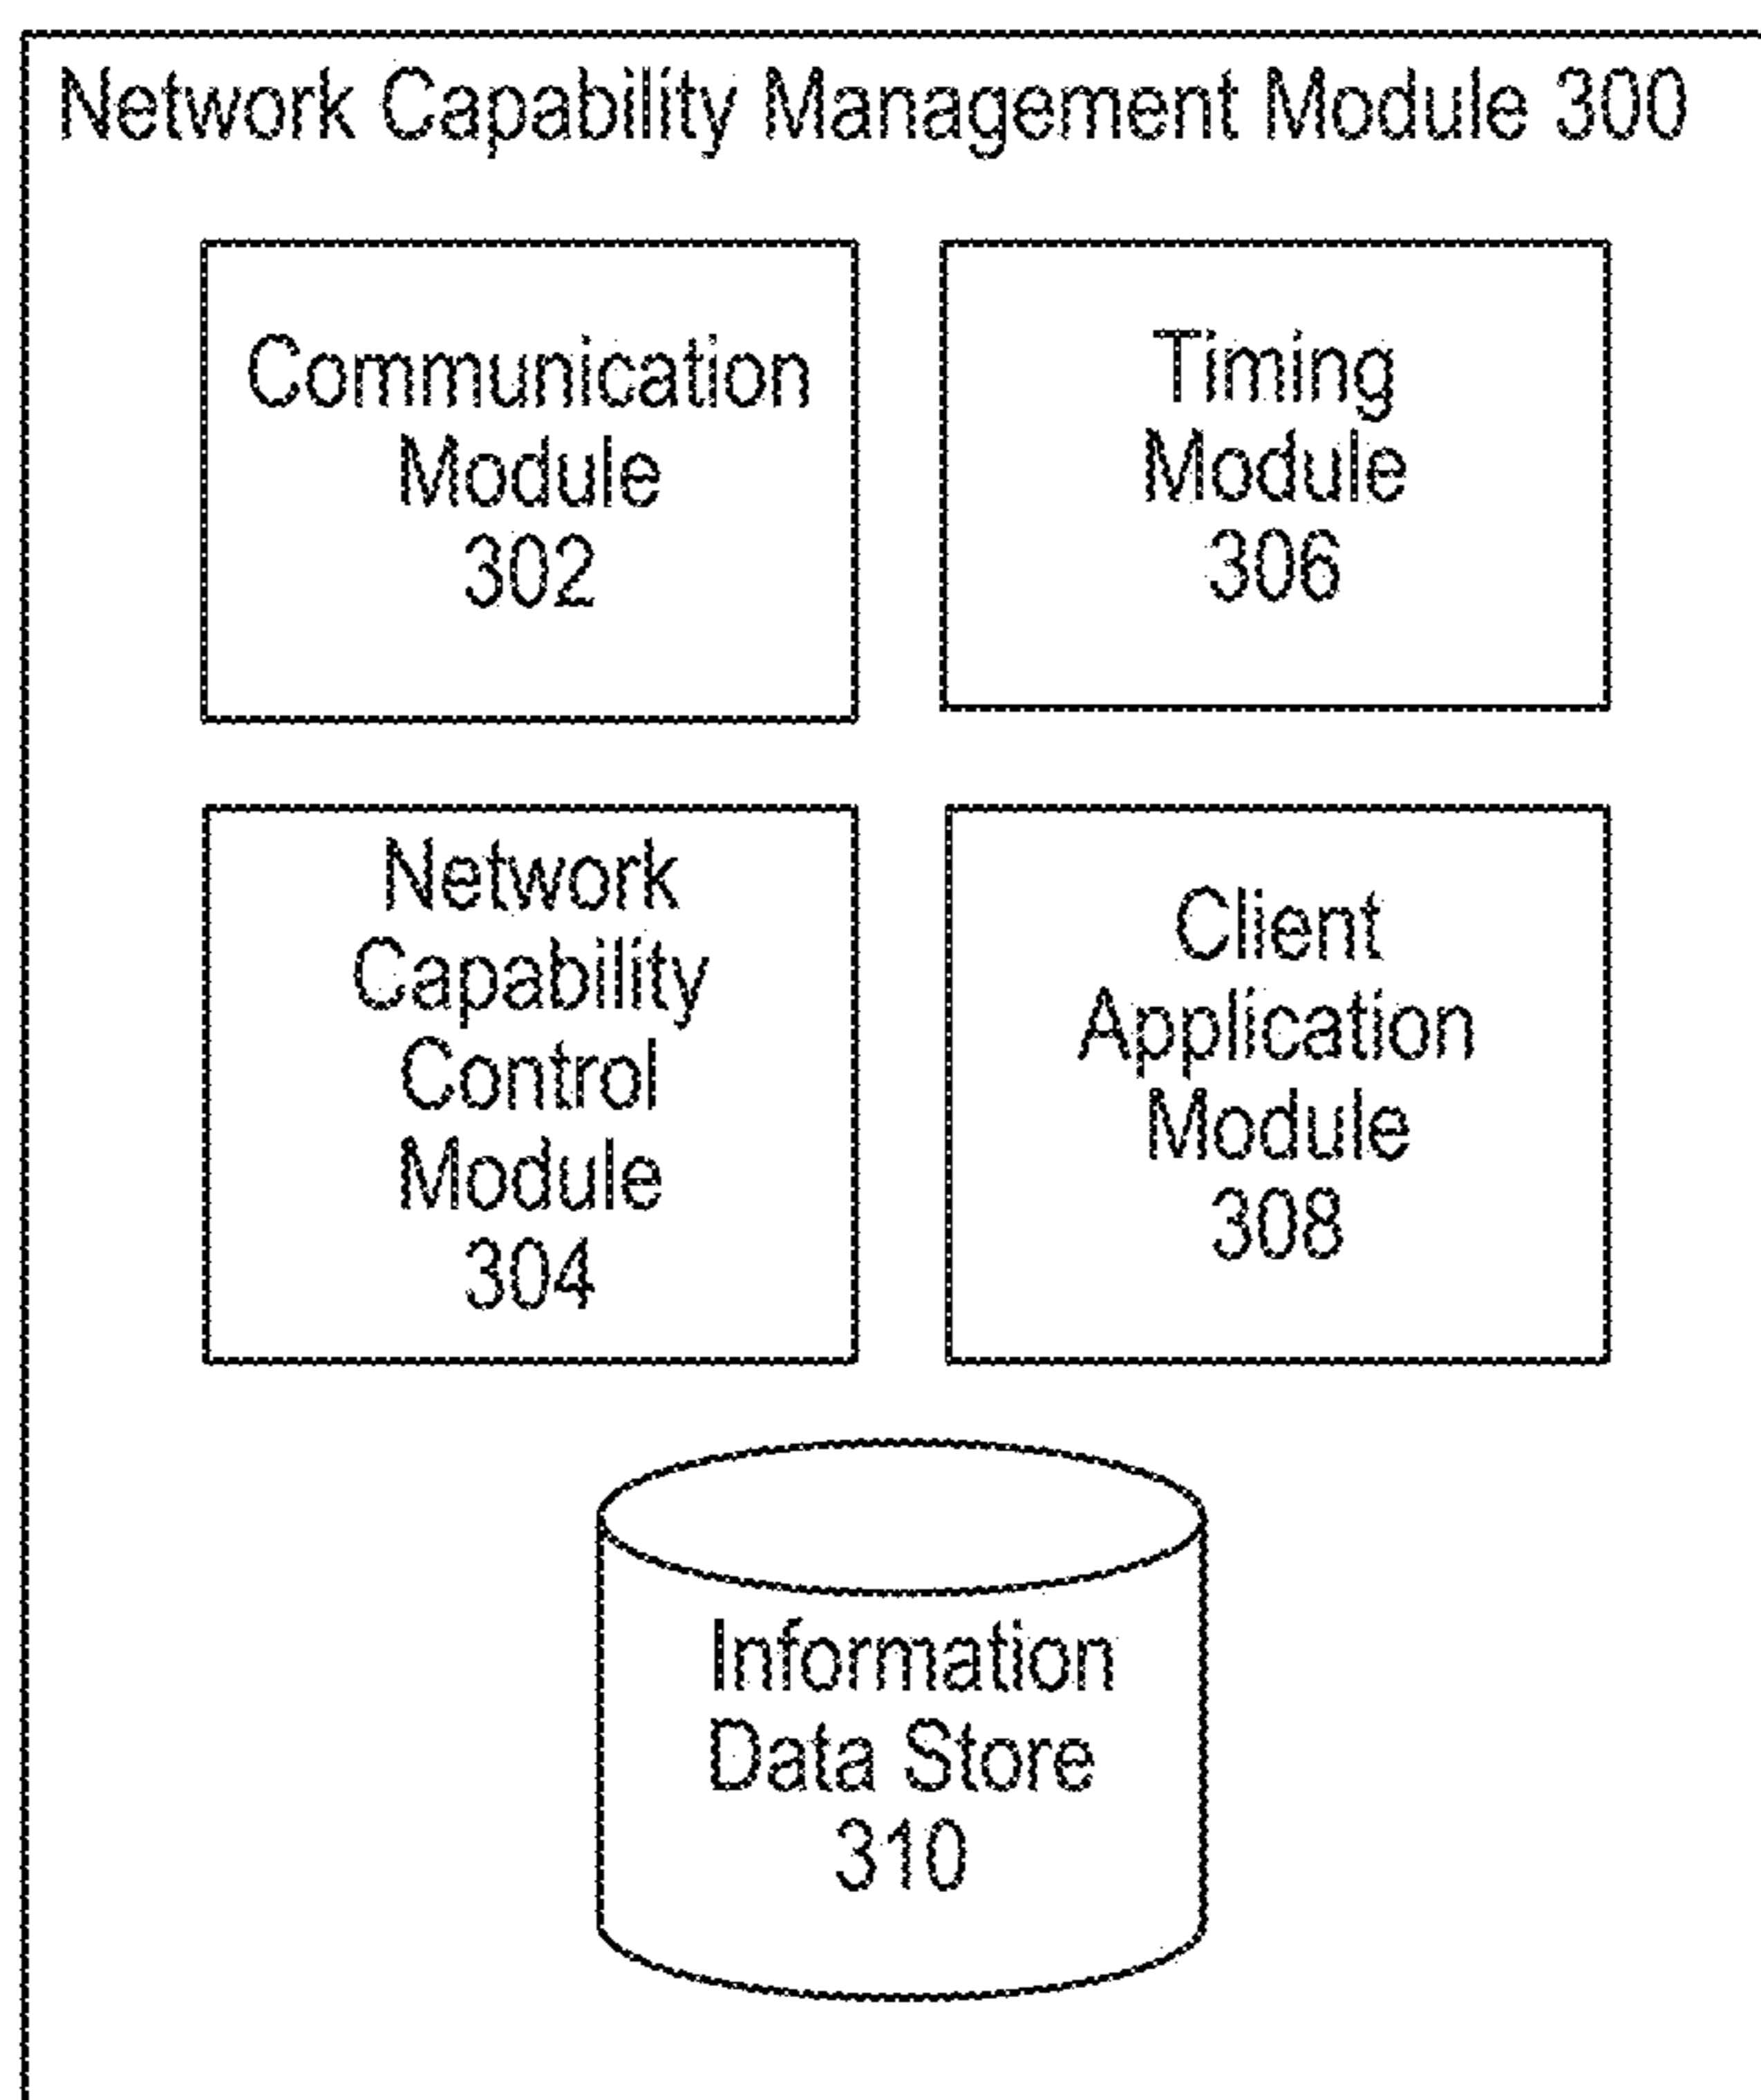 Network Capability Management Module 300
Communication
Module
302
Timing
Module
306
Network
Capability
Control
Module
304
Client
Application
Module
308
Information
Data Store
310